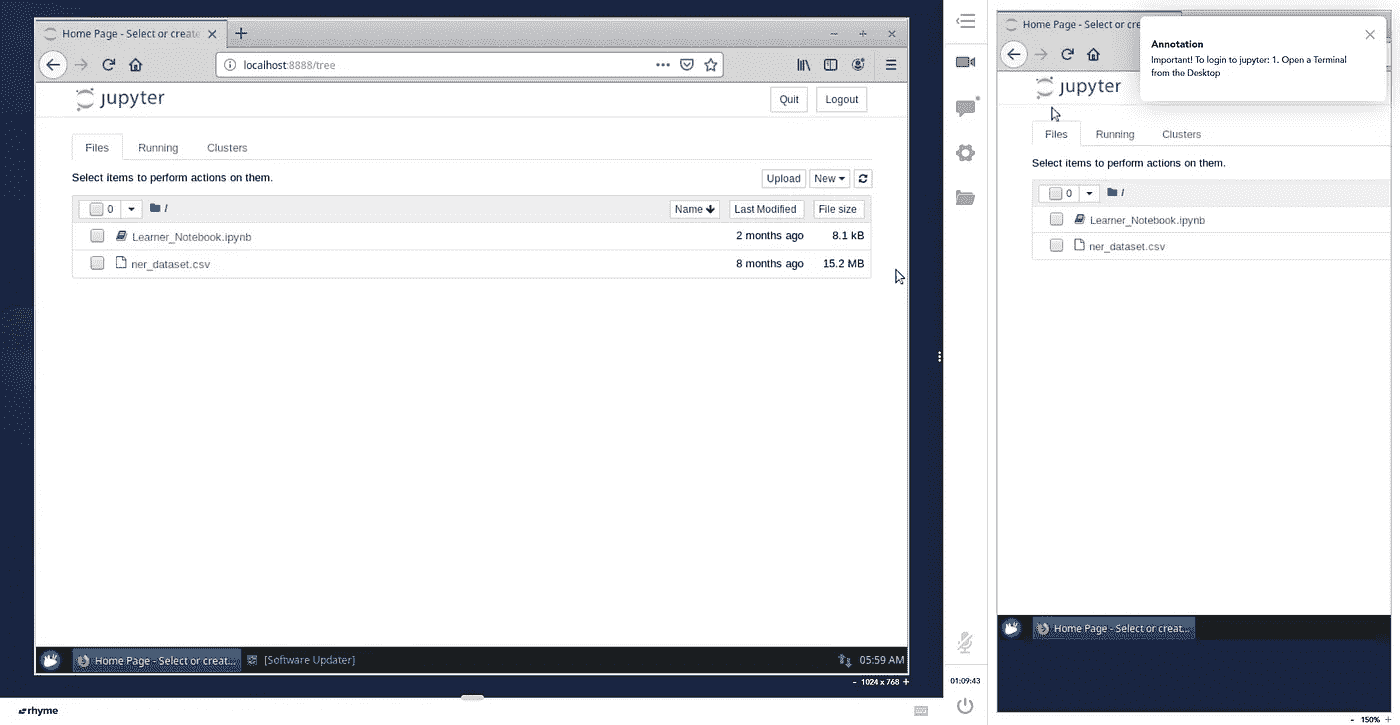 Home Page - Select or create
localhost:8888/tree
jupyter
Quit
Logout
Files
Running
Clusters
Select items to perform actions on them.
Upload
New
0
/
Name
Last Modified
File size
Learner_Notebook.ipynb
2 months ago
8.1 kB
ner_dataset.csv
8 months ago
15.2 MB
Home Page - Select or creat...
[Software Updater]
05:59 AM
- 1024 x 768 +
rhyme
01:09:43
Home Page - Select or cre
Annotation
Important! To login to jupyter: 1. Open a Terminal
from the Desktop
jupyter
Files
Running
Clusters
Select items to perform actions on them.
0
/
Learner_Notebook.ipynb
ner_dataset.csv
Home Page - Select or creat...
- 150% +